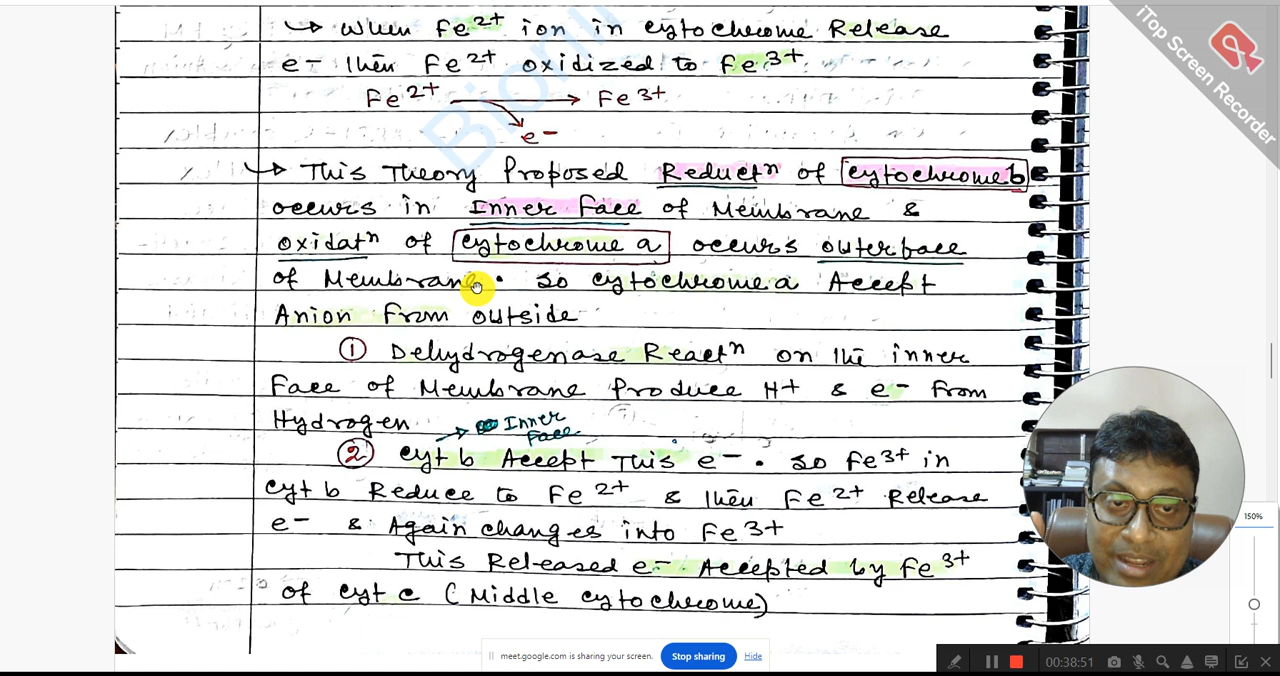 ↳ When Fe2+ ion in cytochrome Release
e- then Fe2+ oxidized to Fe3+
Fe2+ → Fe3+
e-
↳ This Theory Proposed Reductn of cytochrome b
occurs in Inner Face of Membrane &
oxidatn of cytochrome a occurs outerface
of Membrane. So cytochrome a Accept
Anion from outside
① Dehydrogenase Reactn on the inner
Face of Membrane Produce H+ & e- from
Hydrogen
→ Inner
Face
② Cyt b Accept This e-. So Fe3+ in
cyt b Reduce to Fe2+ & then Fe2+ Release
e- & Again changes into Fe3+
This Released e- Accepted by Fe3+
of cyt c (Middle cytochrome)
iTop Screen Recorder
150%
meet.google.com is sharing your screen. Stop sharing Hide
00:38:51